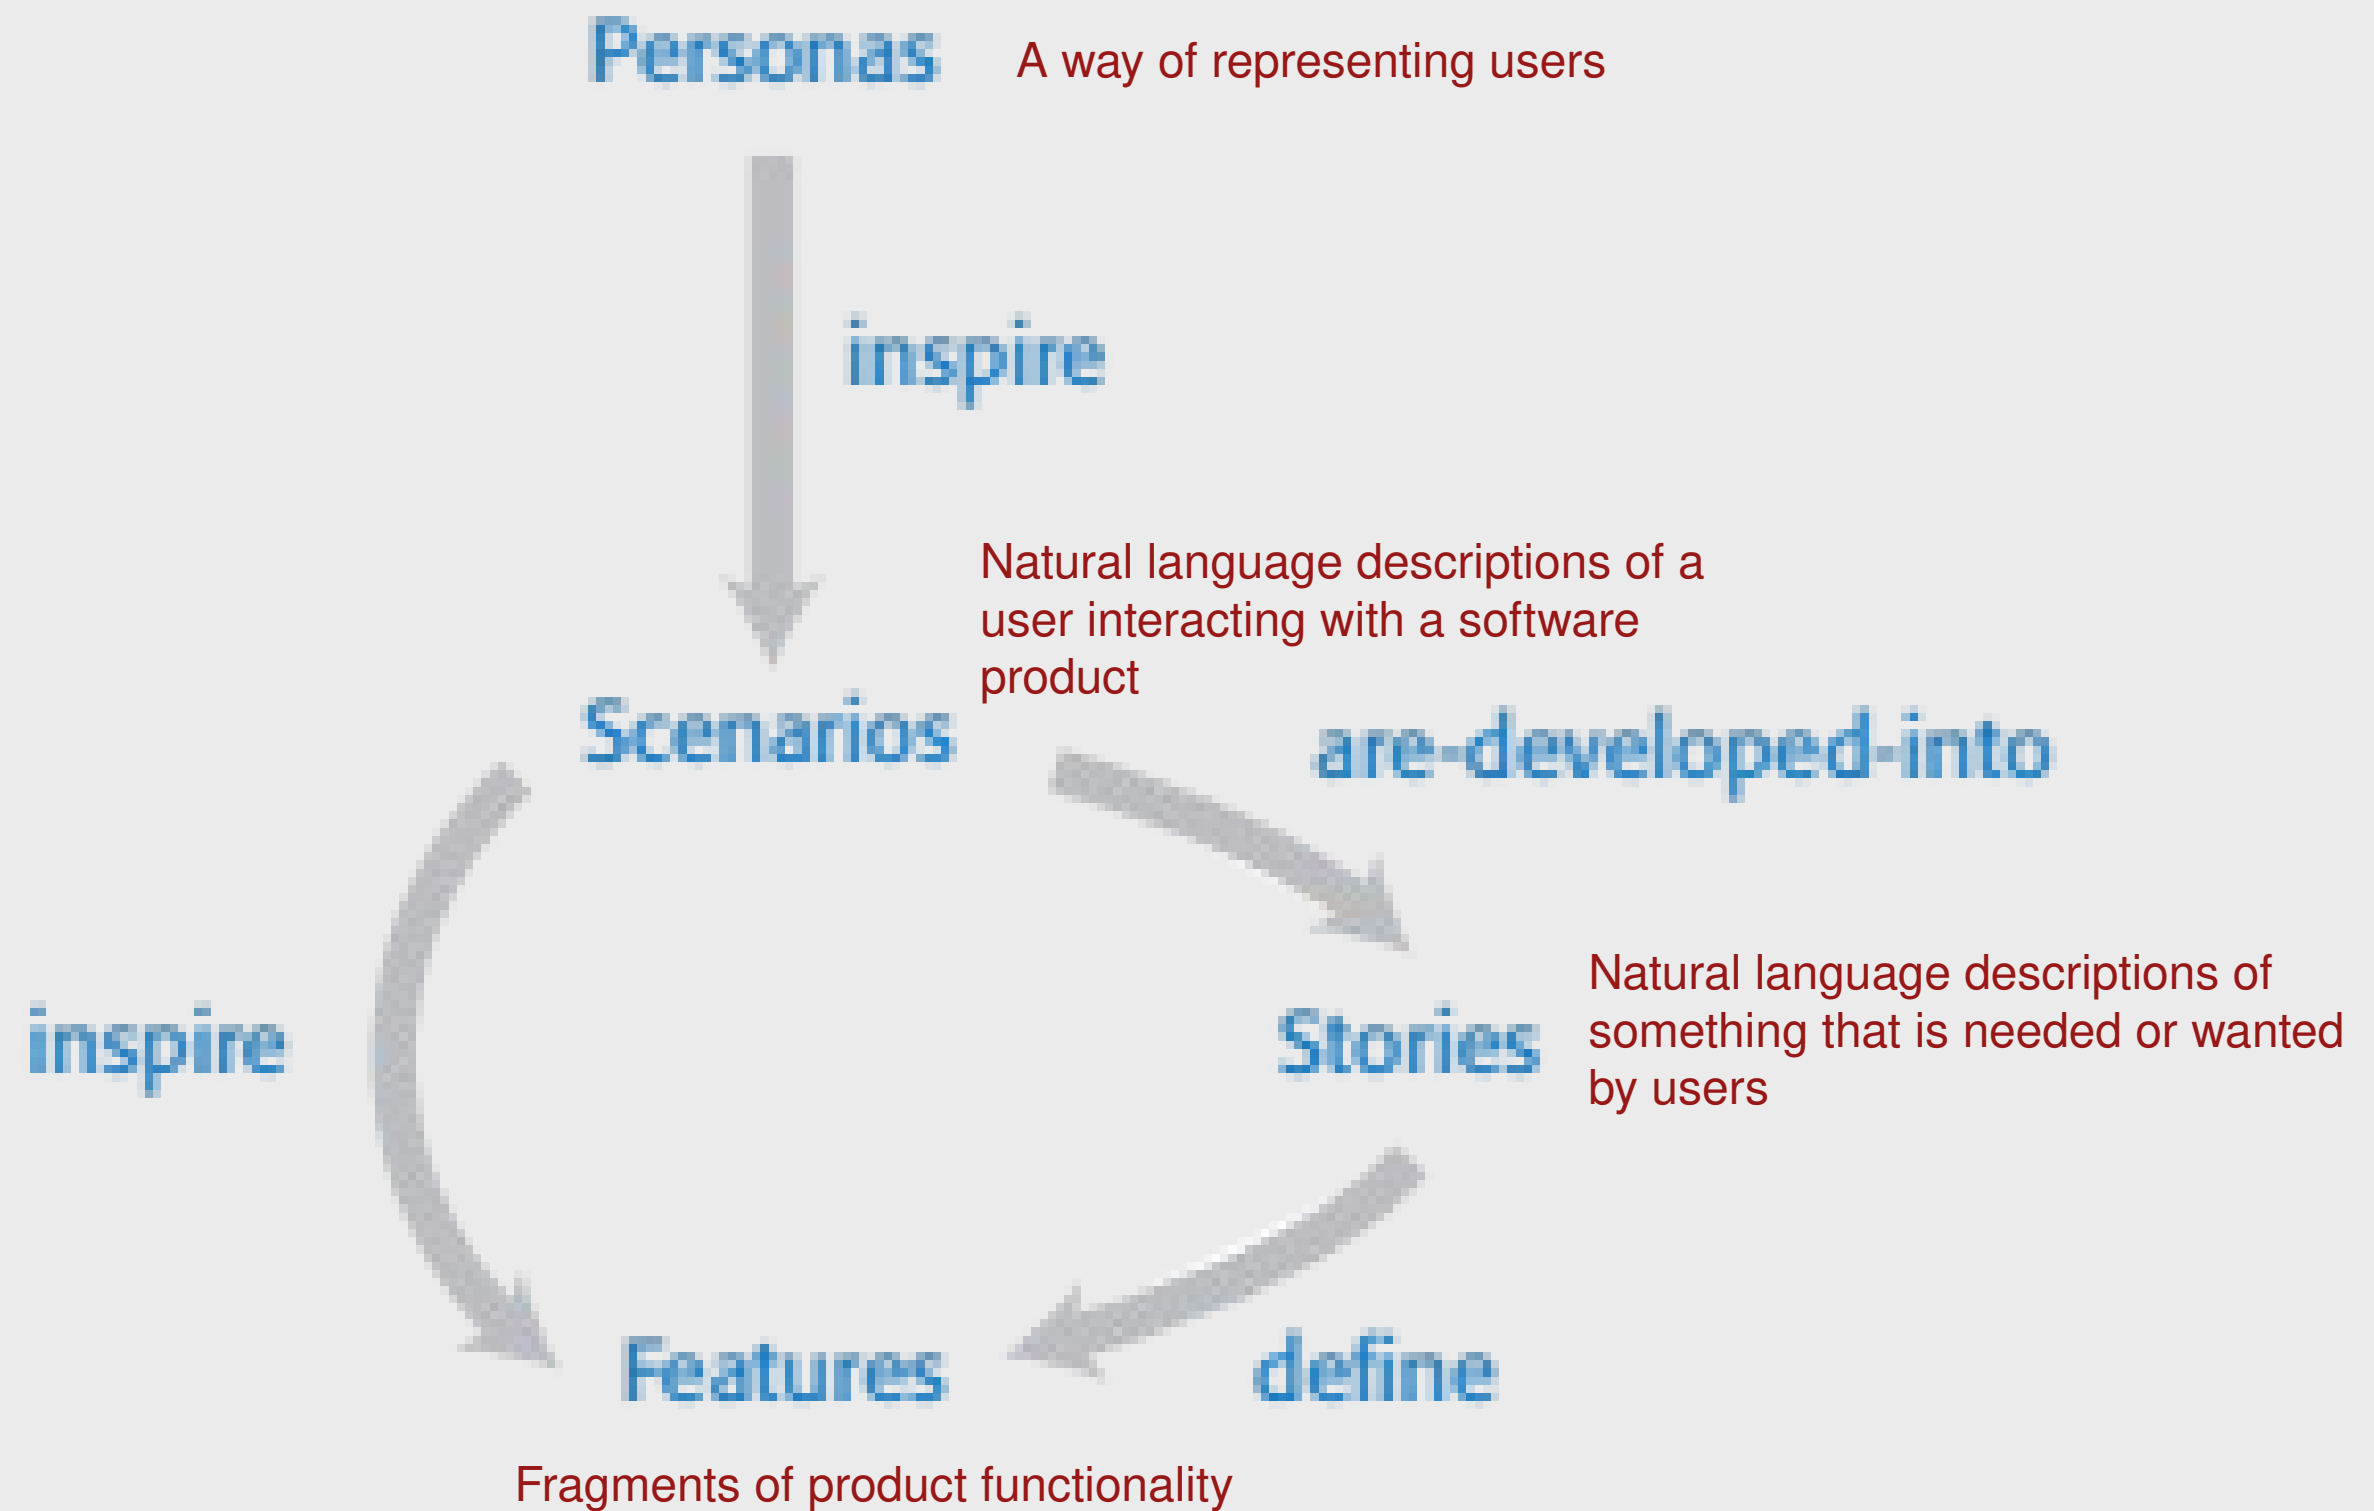 Personas
A way of representing users
inspire
Natural language descriptions of a
user interacting with a software
product
Scenarios
are-developed-into
inspire
Stories
Natural language descriptions of
something that is needed or wanted
by users
Features
define
Fragments of product functionality